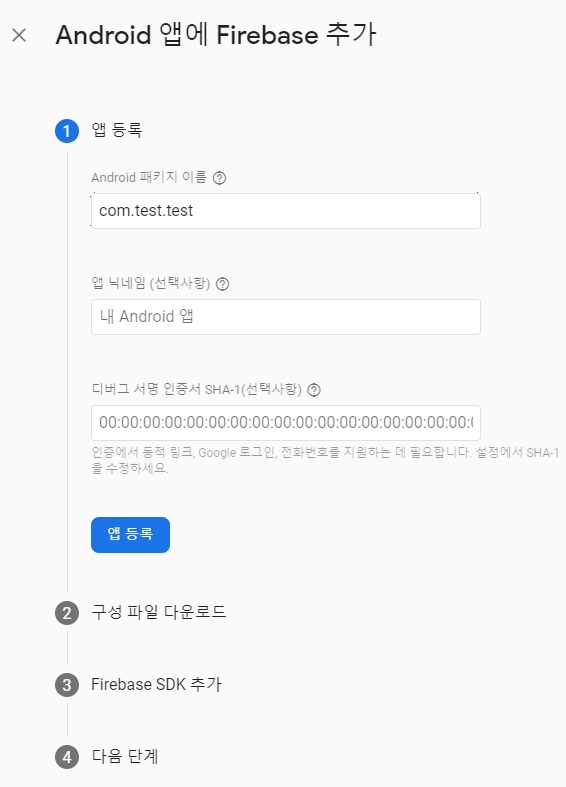 Android 앱에 Firebase 추가
1 앱 등록
Android 패키지 이름
com.test.test
앱 닉네임 (선택사항)
내 Android 앱
디버그 서명 인증서 SHA-1(선택사항)
00:00:00:00:00:00:00:00:00:00:00:00:00:00:00:00:00:
인증에서 동적 링크, Google 로그인, 전화번호를 지원하는 데 필요합니다. 설정에서 SHA-1
을 수정하세요.
앱 등록
2 구성 파일 다운로드
3 Firebase SDK 추가
4 다음 단계